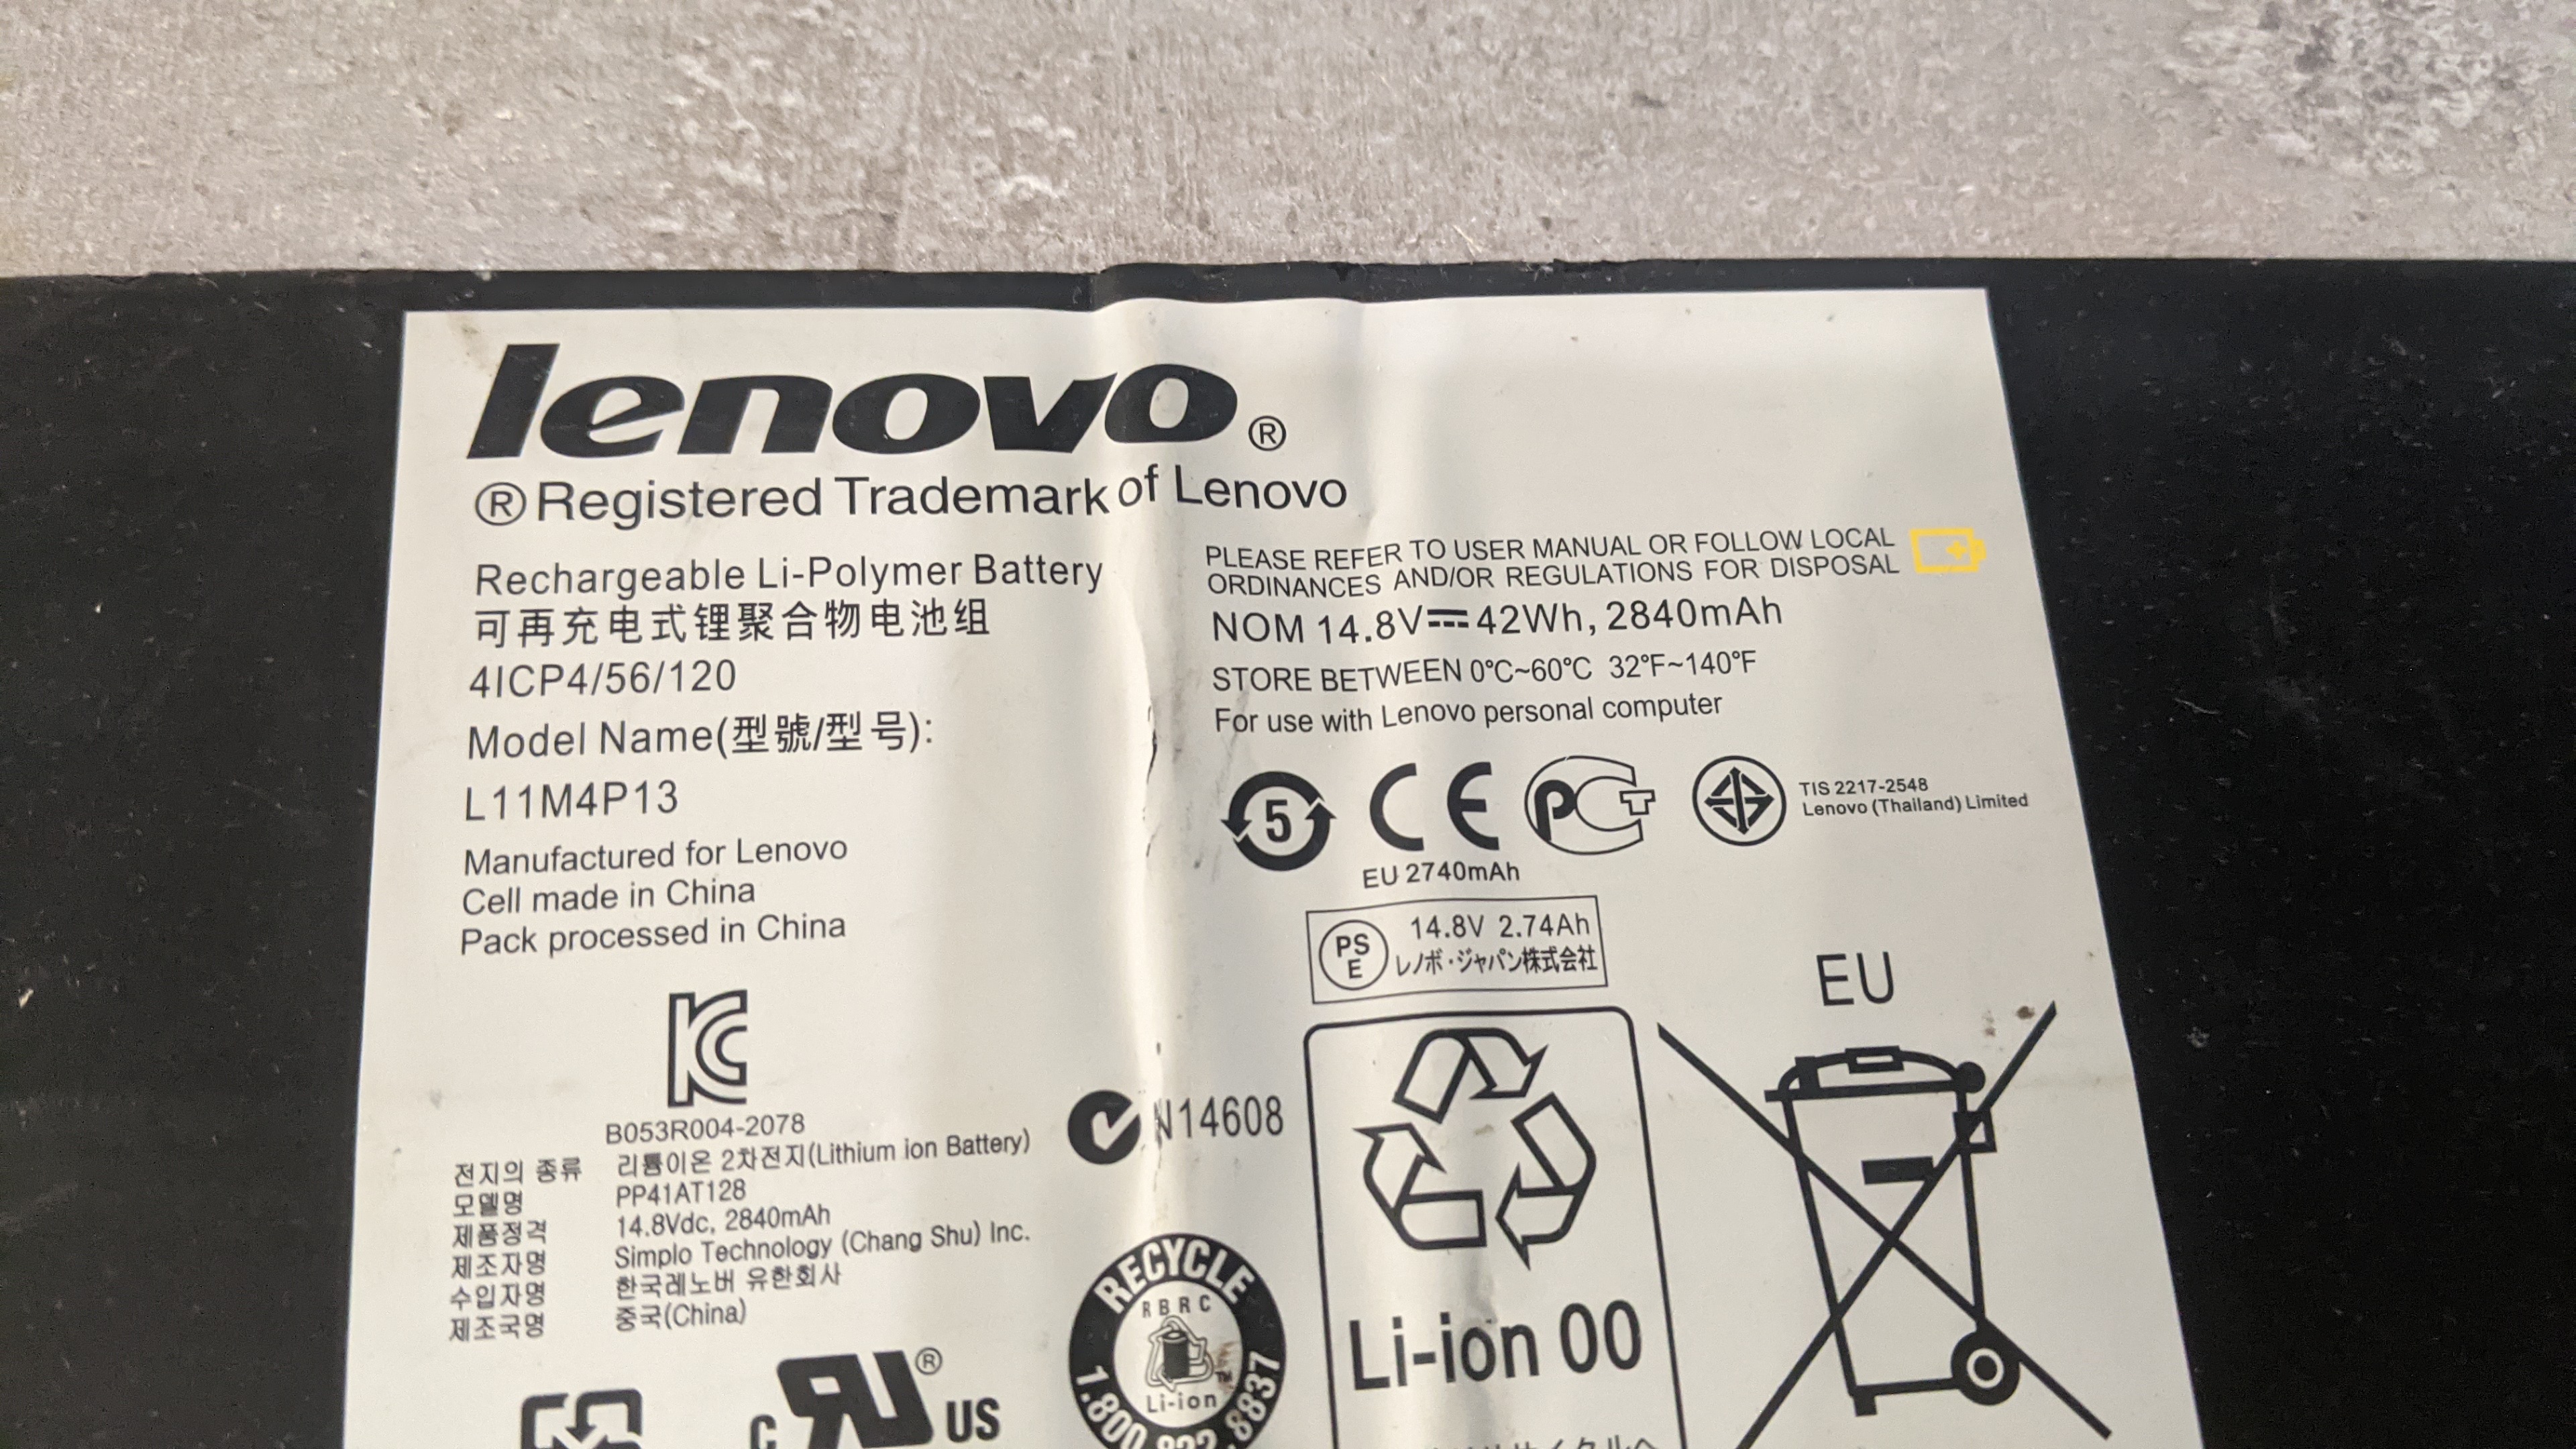 lenovo®
®Registered Trademark of Lenovo
Rechargeable Li-Polymer Battery
可再充电式锂聚合物电池组
4ICP4/56/120
Model Name(型號/型号):
L11M4P13
Manufactured for Lenovo
Cell made in China
Pack processed in China
PLEASE REFER TO USER MANUAL OR FOLLOW LOCAL
ORDINANCES AND/OR REGULATIONS FOR DISPOSAL
NOM 14.8V⎓42Wh, 2840mAh
STORE BETWEEN 0℃~60℃ 32℉~140℉
For use with Lenovo personal computer
5
CE
PCT
TIS 2217-2548
Lenovo (Thailand) Limited
EU 2740mAh
PS
E
14.8V 2.74Ah
レノボ・ジャパン株式会社
EU
KC
B053R004-2078
전지의 종류 리튬이온 2차전지(Lithium ion Battery)
모델명 PP41AT128
제품정격 14.8Vdc, 2840mAh
제조자명 Simplo Technology (Chang Shu) Inc.
수입자명 한국레노버 유한회사
제조국명 중국(China)
N14608
RECYCLE
RBRC
Li-ion
TM
1.800.822.8837
Li-ion 00
c RU® US